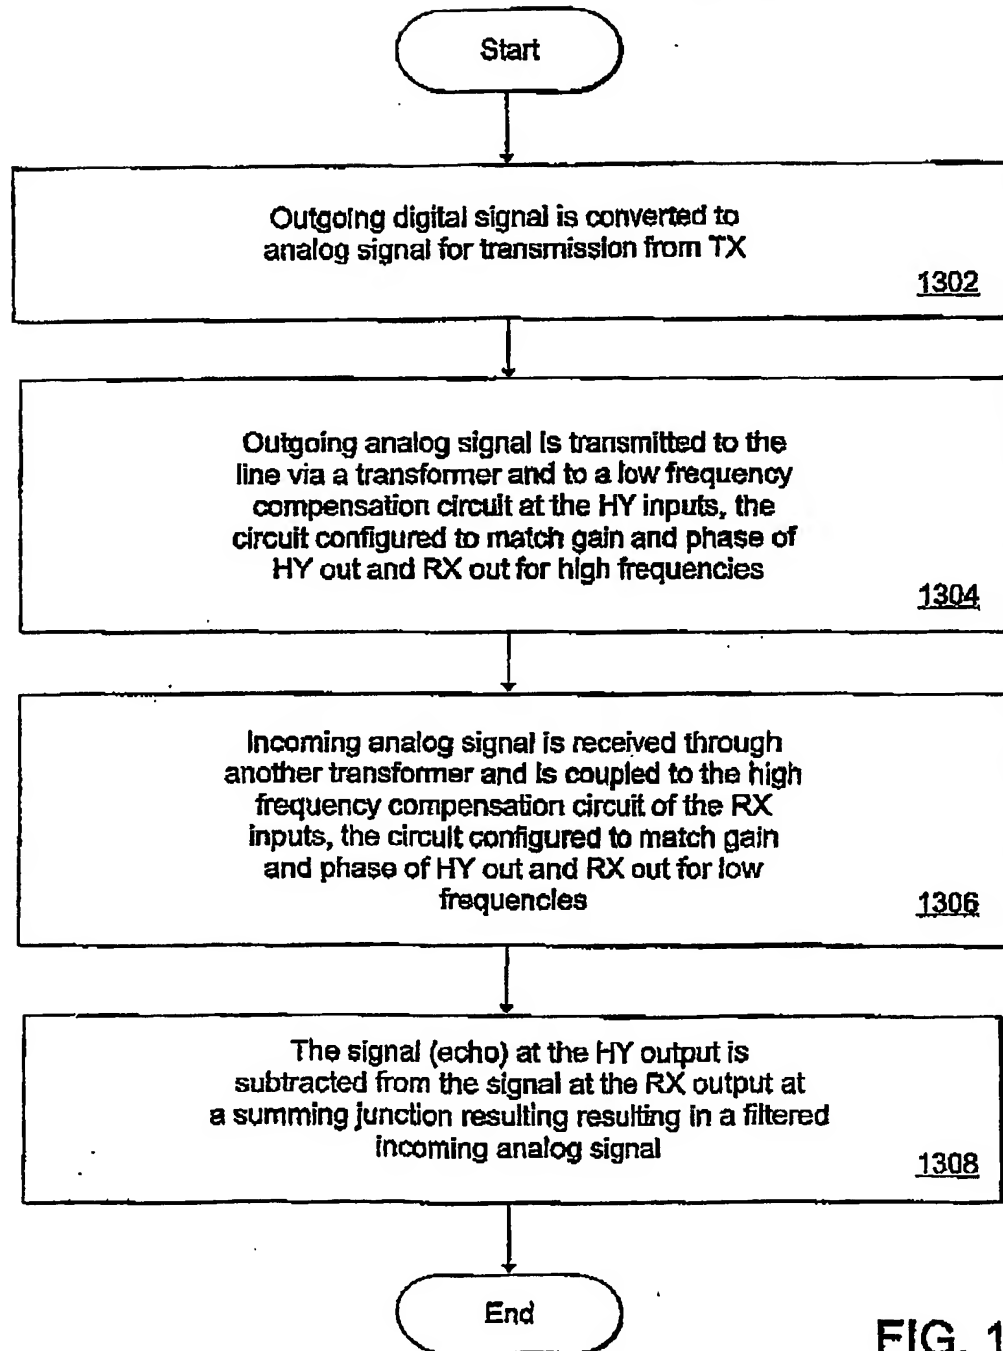 Start
Outgoing digital signal is converted to
analog signal for transmission from TX
1302
Outgoing analog signal is transmitted to the
line via a transformer and to a low frequency
compensation circuit at the HY inputs, the
circuit configured to match gain and phase of
HY out and RX out for high frequencies
1304
Incoming analog signal is received through
another transformer and is coupled to the high
frequency compensation circuit of the RX
inputs, the circuit configured to match gain
and phase of HY out and RX out for low
frequencies
1306
The signal (echo) at the HY output is
subtracted from the signal at the RX output at
a summing junction resulting resulting in a filtered
incoming analog signal
1308
End
FIG. 1